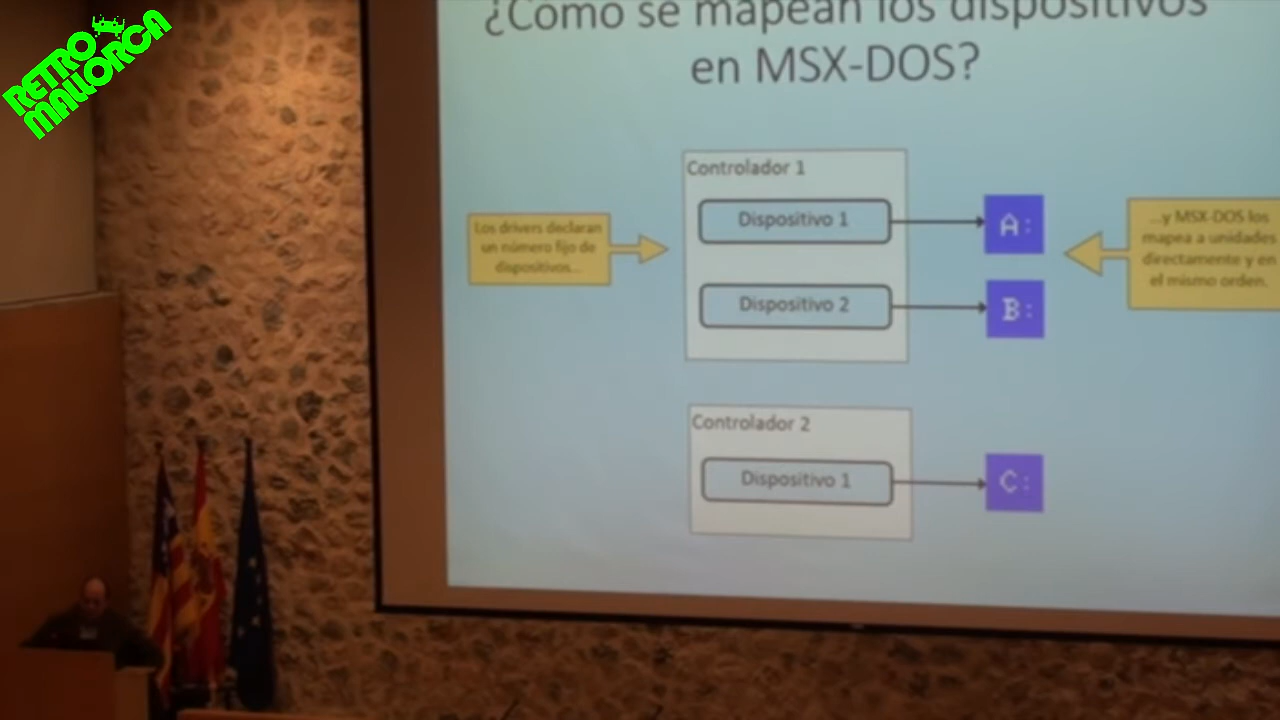 RETRO
MALLORCA
¿Cómo se mapean los dispositivos
en MSX-DOS?
Controlador 1
Dispositivo 1
A:
Los drivers declaran
un número fijo de
dispositivos...
...y MSX-DOS los
mapea a unidades
directamente y en
el mismo orden.
Dispositivo 2
B:
Controlador 2
Dispositivo 1
C: